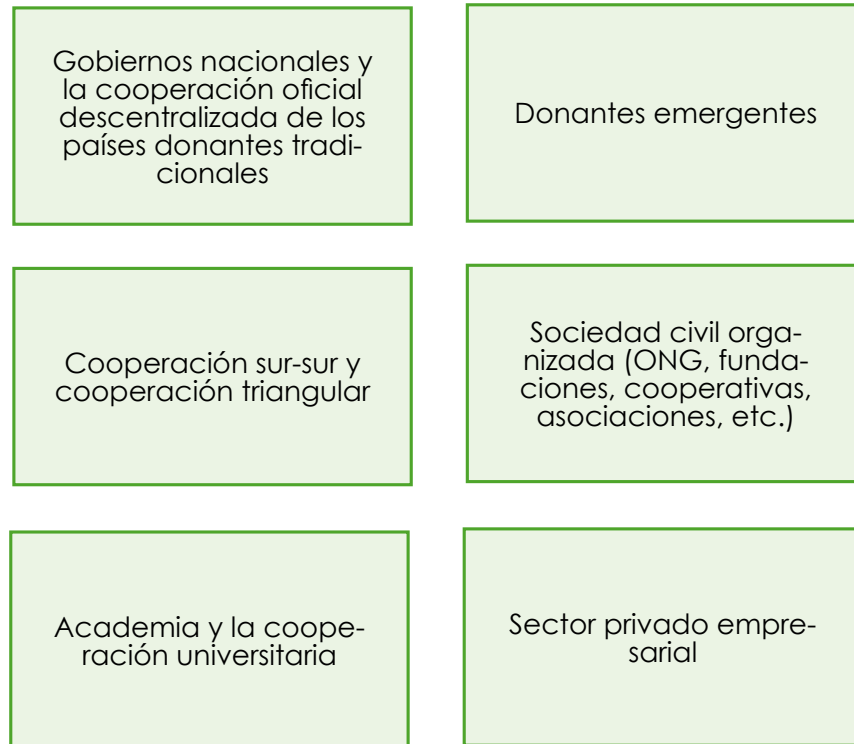 Gobiernos nacionales y
la cooperación oficial
descentralizada de los
países donantes tradi-
cionales
Donantes emergentes
Cooperación sur-sur y
cooperación triangular
Sociedad civil orga-
nizada (ONG, funda-
ciones, cooperativas,
asociaciones, etc.)
Academia y la coope-
ración universitaria
Sector privado empre-
sarial